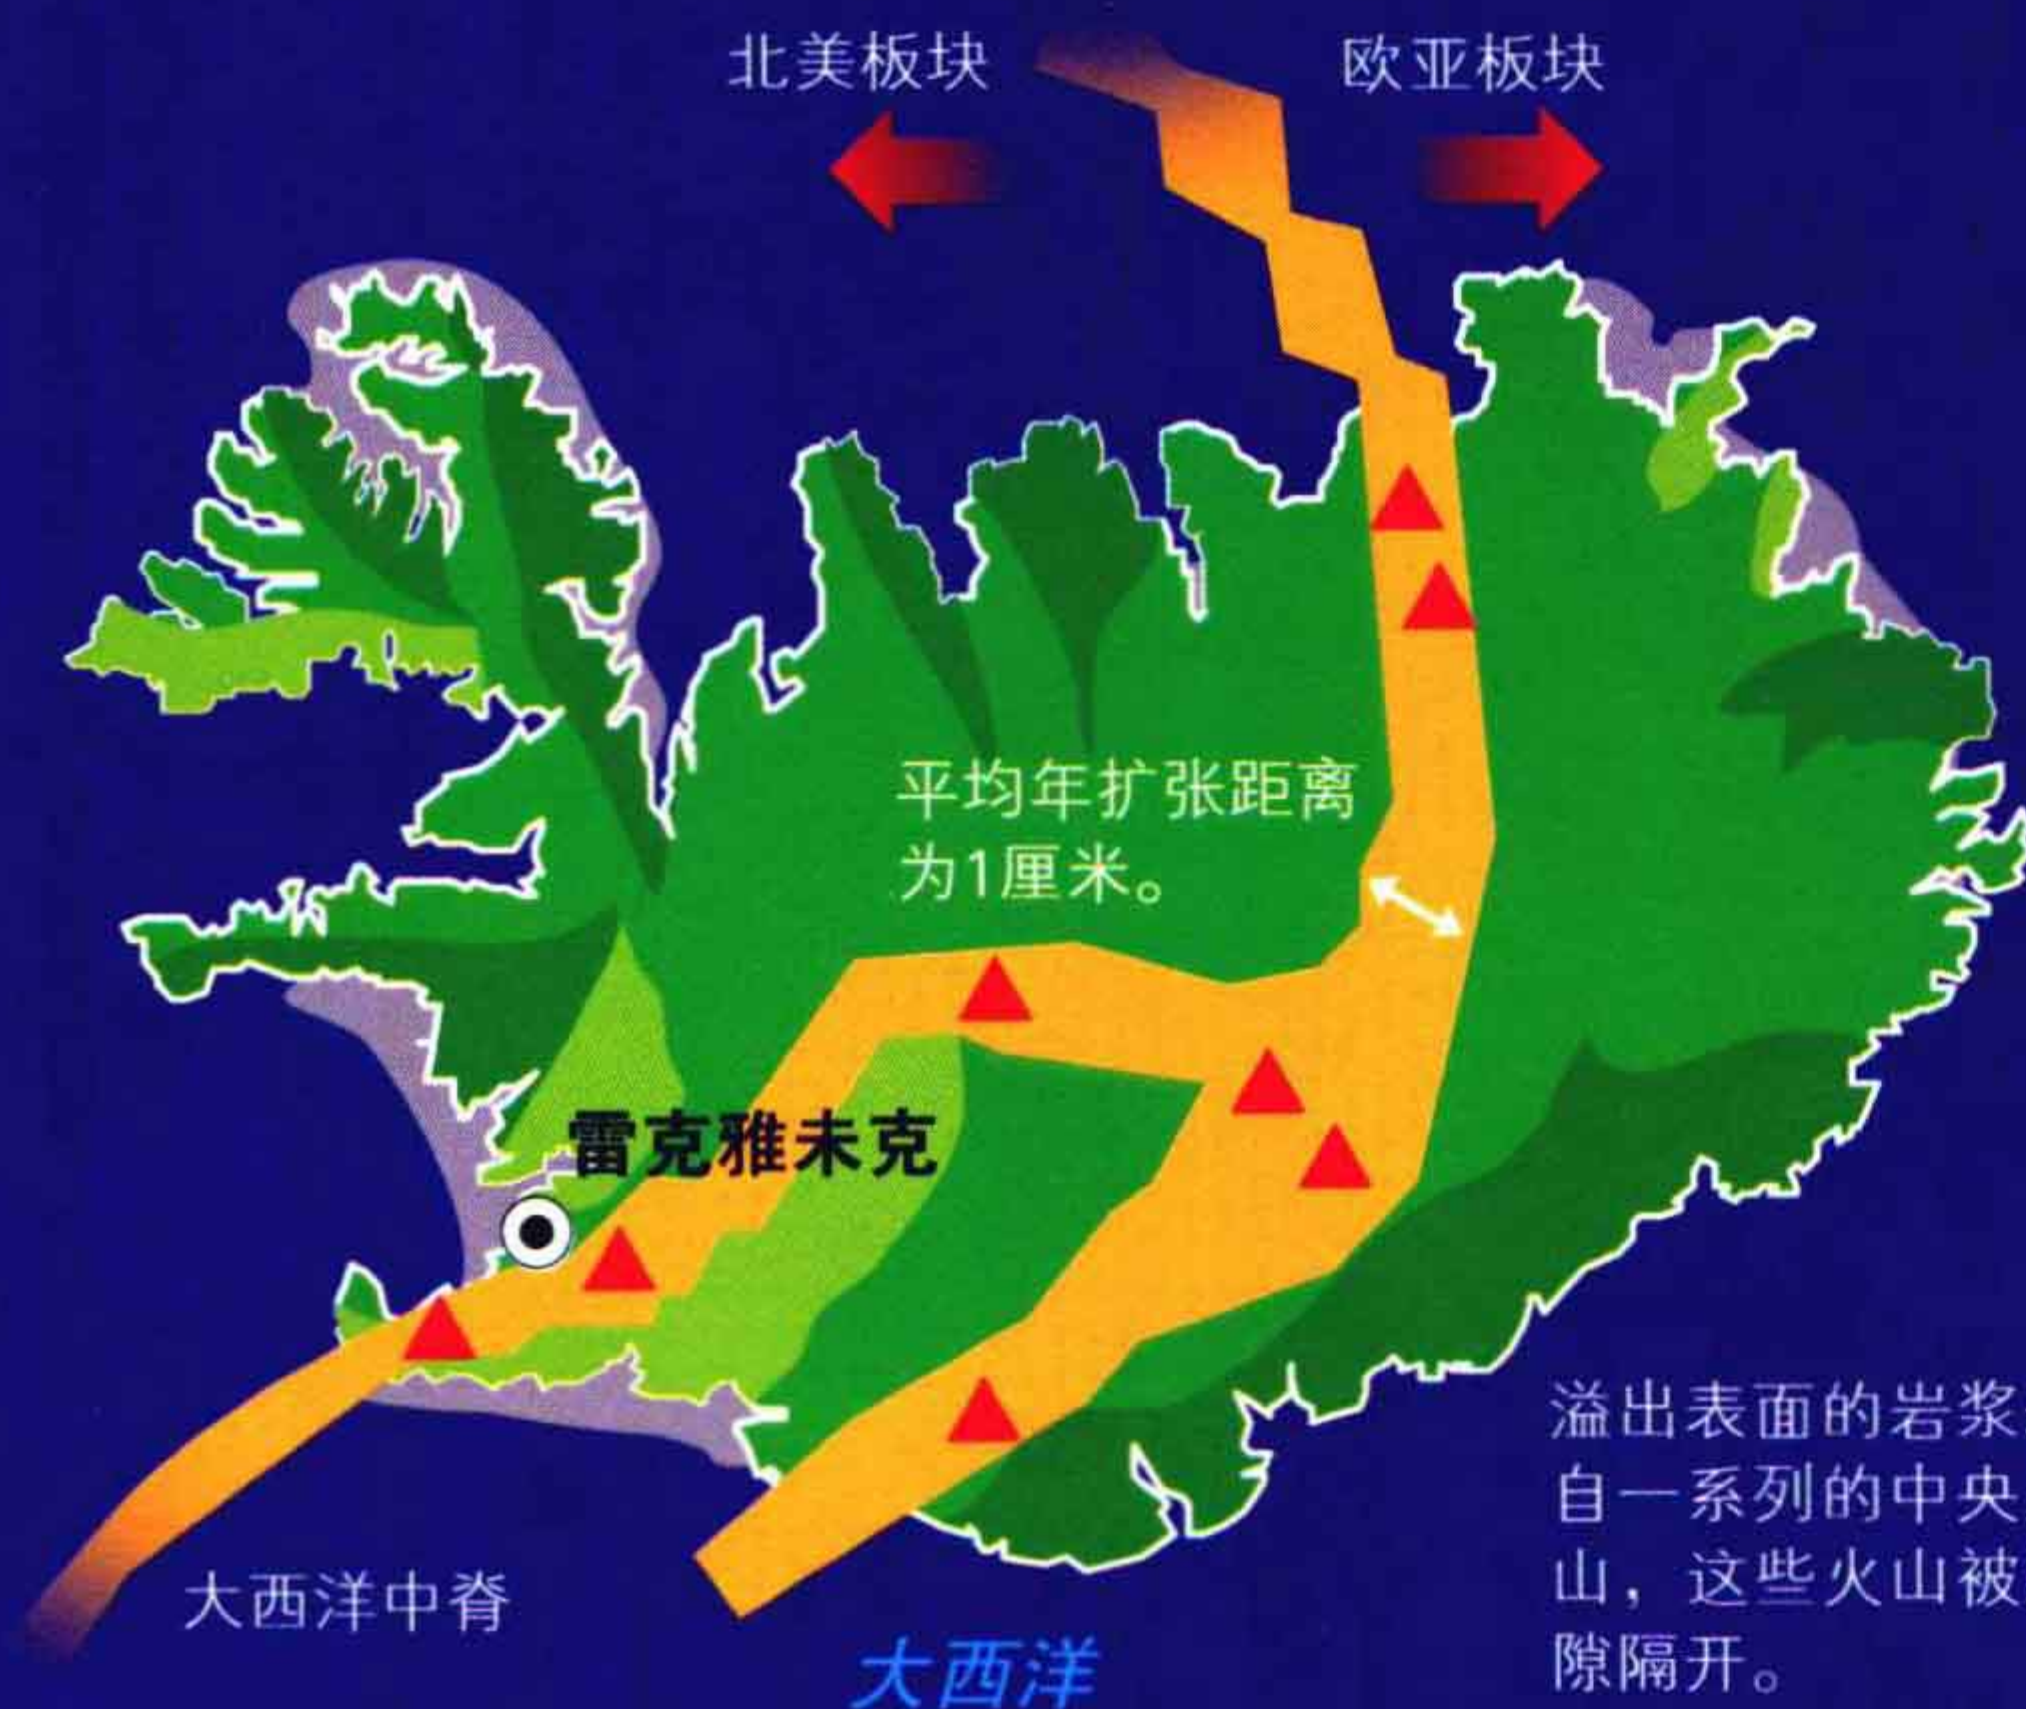 北美板块
欧亚板块
平均年扩张距离
为1厘米。
雷克雅未克
溢出表面的岩浆
自一系列的中央
山，这些火山被
隙隔开。
大西洋中脊
大西洋